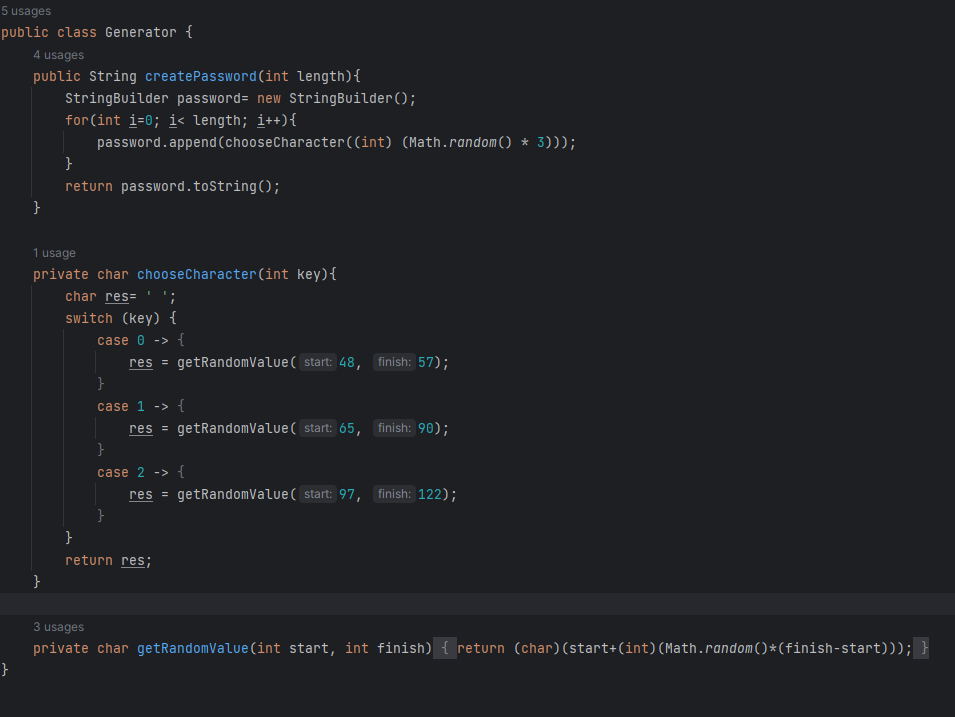 5 usages
public class Generator {
4 usages
public String createPassword(int length){
StringBuilder password= new StringBuilder();
for(int i=0; i< length; i++){
password.append(chooseCharacter((int) (Math.random() * 3)));
}
return password.toString();
}
1 usage
private char chooseCharacter(int key){
char res= ' ';
switch (key) {
case 0 -> {
res = getRandomValue( start: 48, finish: 57);
}
case 1 -> {
res = getRandomValue( start: 65, finish: 90);
}
case 2 -> {
res = getRandomValue( start: 97, finish: 122);
}
}
return res;
}
3 usages
private char getRandomValue(int start, int finish) { return (char)(start+(int)(Math.random()*(finish-start))); }
}